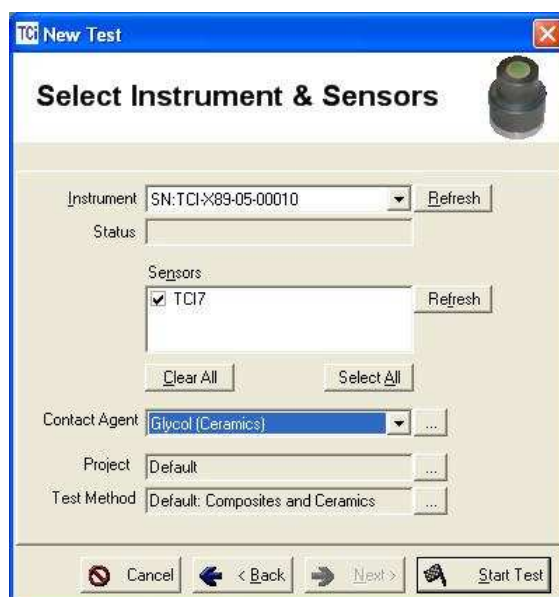 TCi New Test
Select Instrument & Sensors
Instrument SN:TCI-X89-05-00010 Refresh
Status
Sensors
TCI7 Refresh
Clear All Select All
Contact Agent Glycol (Ceramics) ...
Project Default ...
Test Method Default: Composites and Ceramics ...
Cancel < Back Next > Start Test